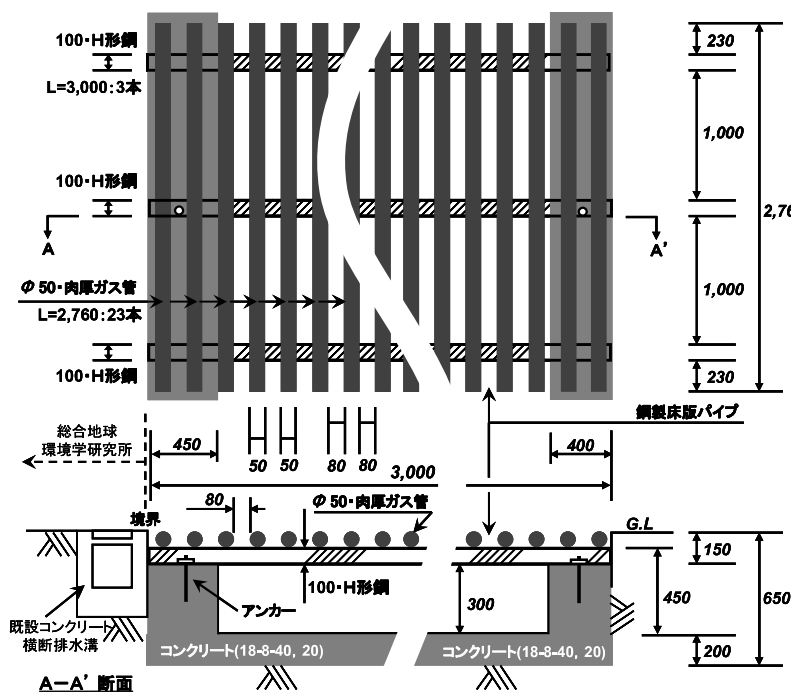 100・H形鋼
230
L=3,000:3本
1,000
100・H形鋼
A
A’
Φ 50・肉厚ガス管
L=2,760:23本
1,000
100・H形鋼
230
鋼製床版パイプ
総合地球
環境学研究所
450
50
50
80
80
400
3,000
80
Φ 50・肉厚ガス管
境界
G.L
150
100・H形鋼
アンカー
300
450
650
既設コンクリート
横断排水溝
コンクリート(18-8-40, 20)
コンクリート(18-8-40, 20)
200
A-A’ 断面